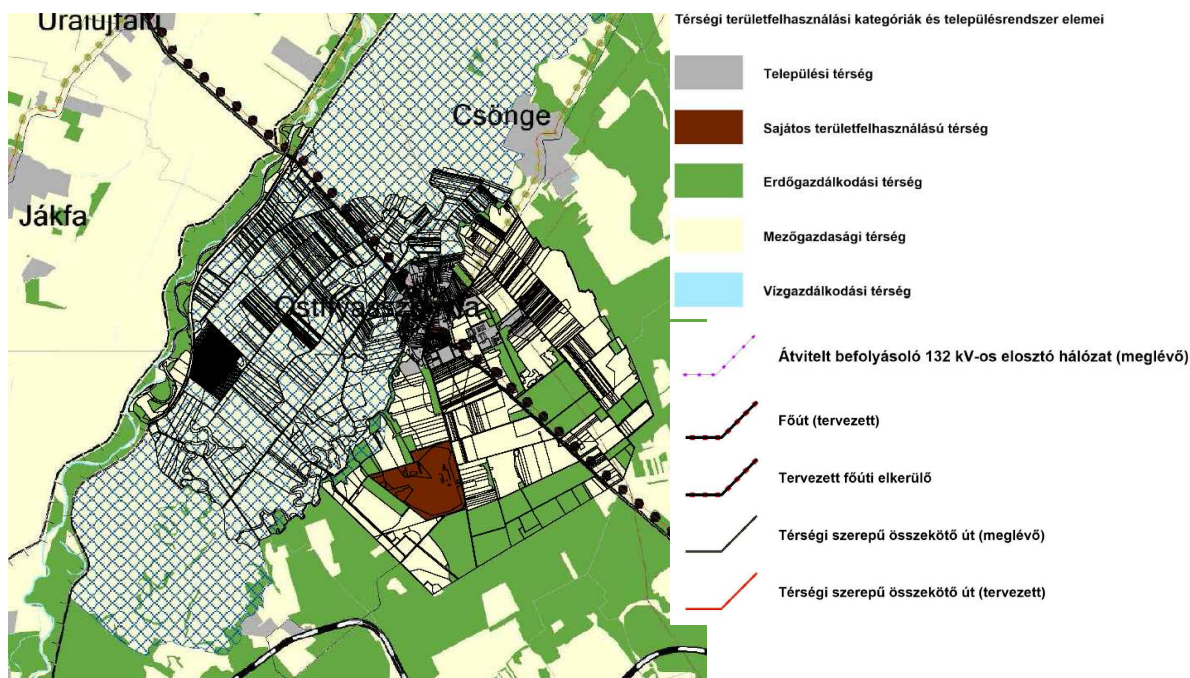 Uraiújfalu
Csönge
Jákfa
Ostffyasszonyfa
Térségi területfelhasználási kategóriák és településrendszer elemei
Települési térség
Sajátos területfelhasználású térség
Erdőgazdálkodási térség
Mezőgazdasági térség
Vízgazdálkodási térség
Átvitelt befolyásoló 132 kV-os elosztó hálózat (meglévő)
Főút (tervezett)
Tervezett főúti elkerülő
Térségi szerepű összekötő út (meglévő)
Térségi szerepű összekötő út (tervezett)